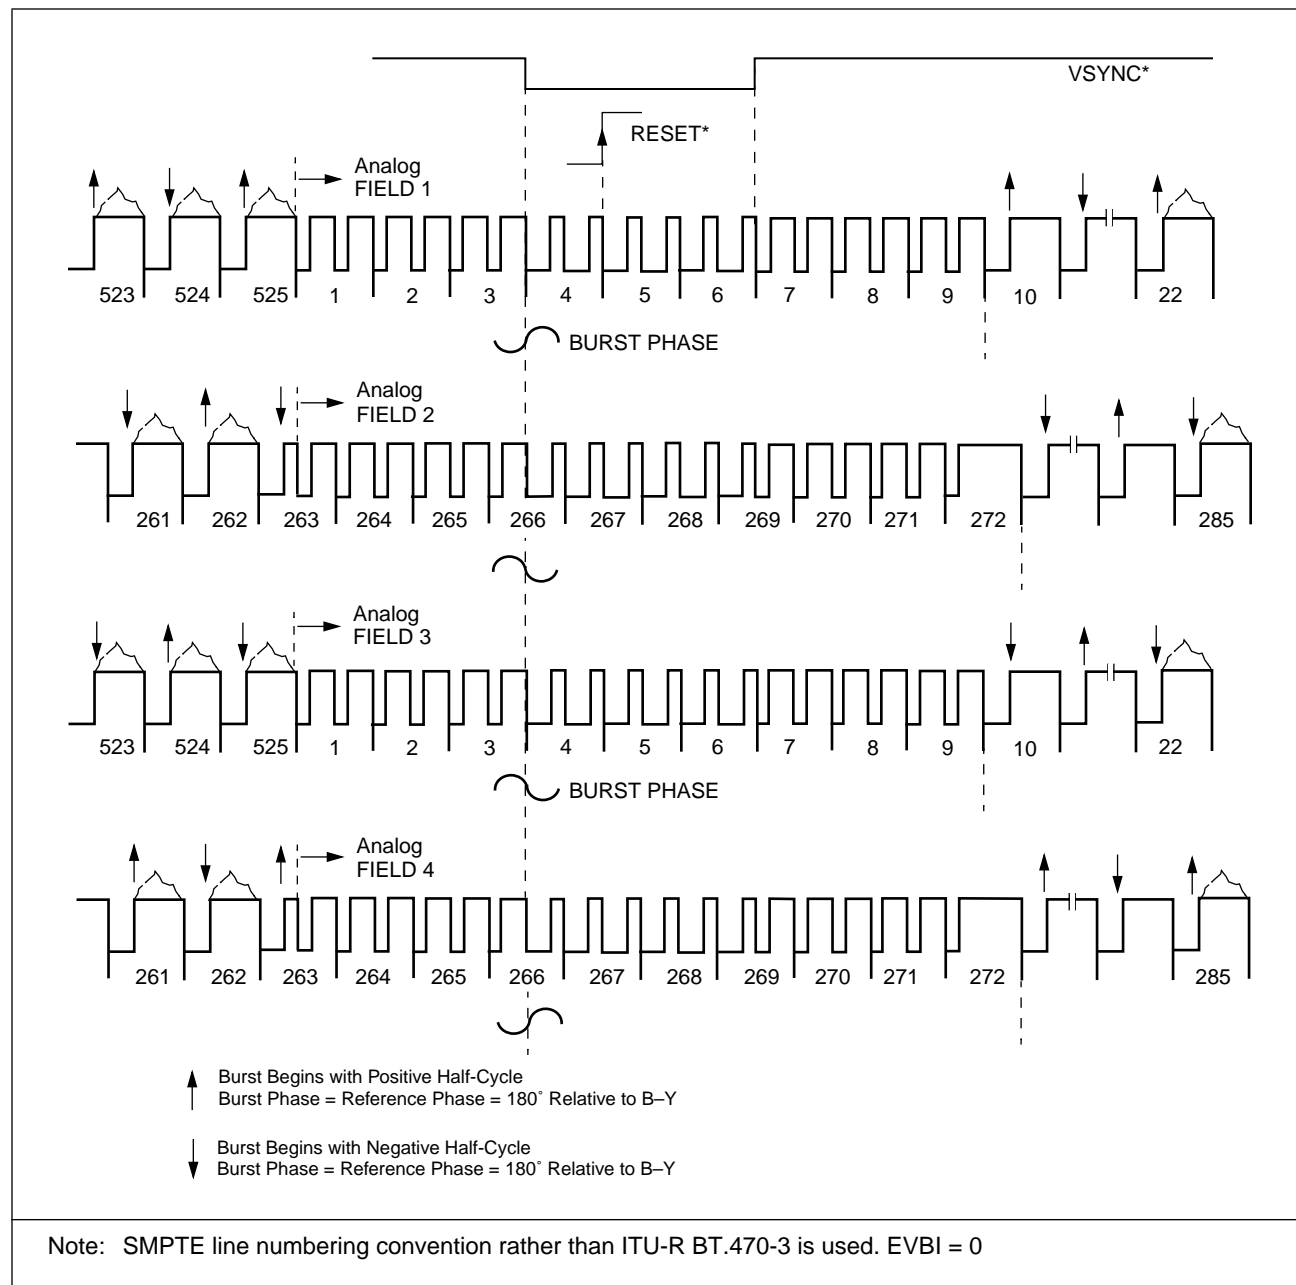 VSYNC*
RESET*
Analog
FIELD 1
523 524 525 1 2 3 4 5 6 7 8 9 10 22
BURST PHASE
Analog
FIELD 2
261 262 263 264 265 266 267 268 269 270 271 272 285
Analog
FIELD 3
523 524 525 1 2 3 4 5 6 7 8 9 10 22
BURST PHASE
Analog
FIELD 4
261 262 263 264 265 266 267 268 269 270 271 272 285
Burst Begins with Positive Half-Cycle
Burst Phase = Reference Phase = 180˚ Relative to B–Y
Burst Begins with Negative Half-Cycle
Burst Phase = Reference Phase = 180˚ Relative to B–Y
Note: SMPTE line numbering convention rather than ITU-R BT.470-3 is used. EVBI = 0